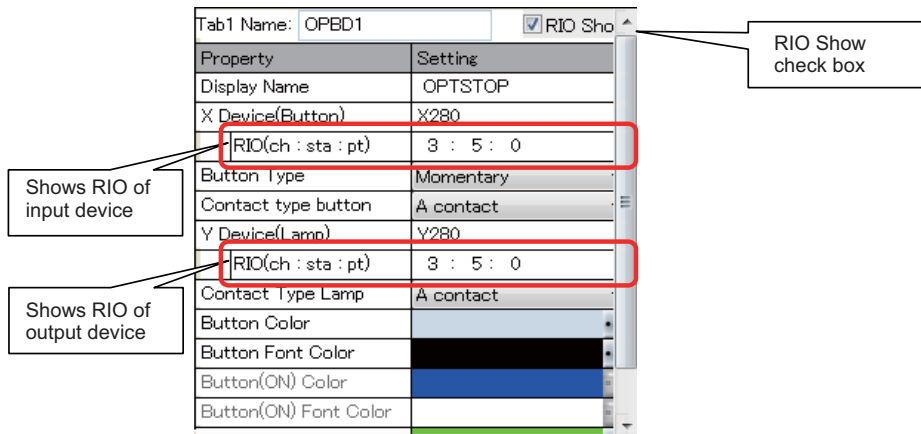 Tab1 Name: OPBD1 RIO Sho
RIO Show
check box
Property Setting
Display Name OPTSTOP
X Device(Button) X280
RIO(ch : sta : pt) 3 : 5 : 0
Shows RIO of
input device
Button Type Momentary
Contact type button A contact
Y Device(Lamp) Y280
RIO(ch : sta : pt) 3 : 5 : 0
Shows RIO of
output device
Contact Type Lamp A contact
Button Color
Button Font Color
Button(ON) Color
Button(ON) Font Color